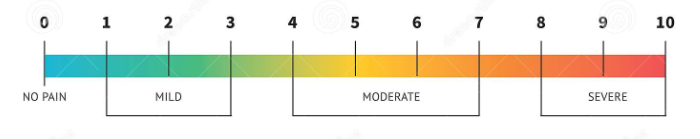 0 1 2 3 4 5 6 7 8 9 10
NO PAIN MILD MODERATE SEVERE